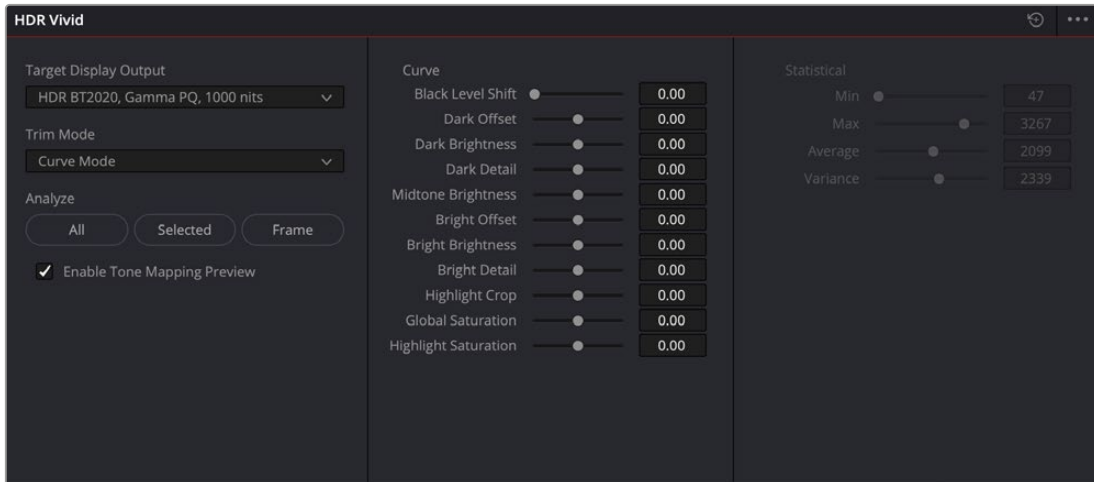 HDR Vivid
Target Display Output
HDR BT2020, Gamma PQ, 1000 nits
Trim Mode
Curve Mode
Analyze
All Selected Frame
Enable Tone Mapping Preview
Curve
Black Level Shift 0.00
Dark Offset 0.00
Dark Brightness 0.00
Dark Detail 0.00
Midtone Brightness 0.00
Bright Offset 0.00
Bright Brightness 0.00
Bright Detail 0.00
Highlight Crop 0.00
Global Saturation 0.00
Highlight Saturation 0.00
Statistical
Min 47
Max 3267
Average 2099
Variance 2339